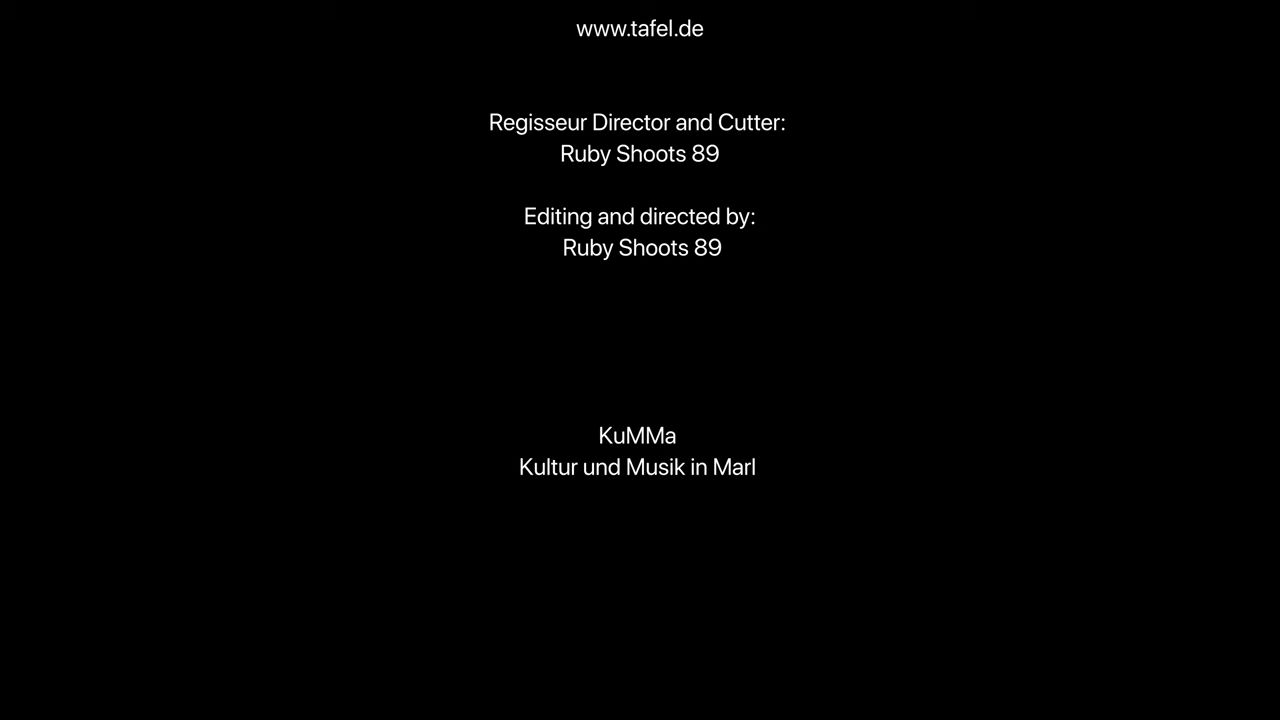 www.tafel.de
Regisseur Director and Cutter:
Ruby Shoots 89
Editing and directed by:
Ruby Shoots 89
KuMMa
Kultur und Musik in Marl